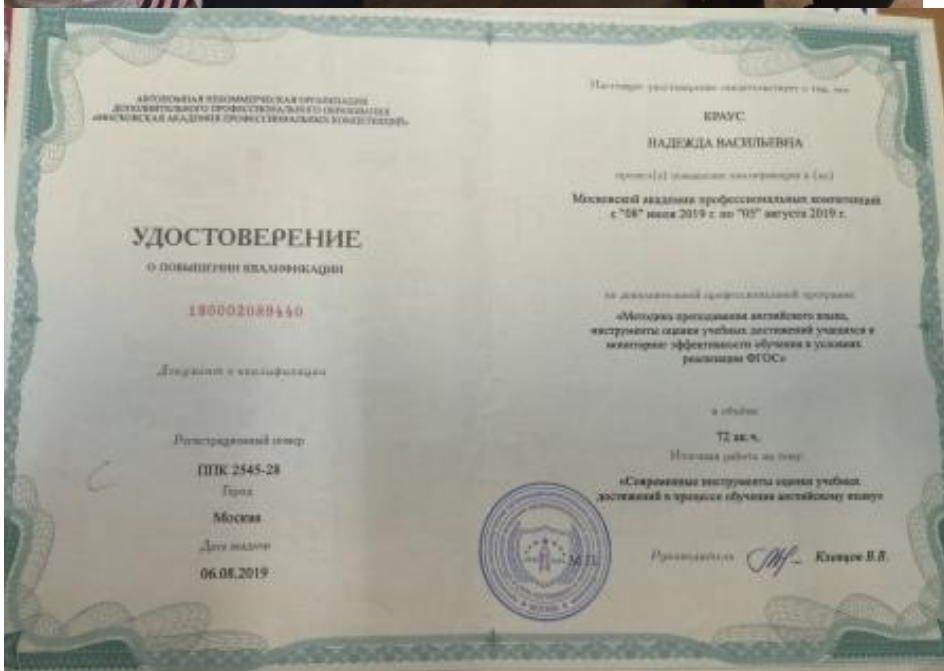 АВТОНОМНАЯ НЕКОММЕРЧЕСКАЯ ОРГАНИЗАЦИЯ
ДОПОЛНИТЕЛЬНОГО ПРОФЕССИОНАЛЬНОГО ОБРАЗОВАНИЯ
«МОСКОВСКАЯ АКАДЕМИЯ ПРОФЕССИОНАЛЬНЫХ КОМПЕТЕНЦИЙ»
УДОСТОВЕРЕНИЕ
О ПОВЫШЕНИИ КВАЛИФИКАЦИИ
180002089440
Документ о квалификации
Регистрационный номер
ППК 2545-28
Город
Москва
Дата выдачи
06.08.2019
Настоящее удостоверение свидетельствует о том, что
КРАУС
НАДЕЖДА ВАСИЛЬЕВНА
прошел(а) повышение квалификации в (на)
Московской академии профессиональных компетенций
с "08" июля 2019 г. по "05" августа 2019 г.
по дополнительной профессиональной программе
«Методика преподавания английского языка,
инструменты оценки учебных достижений учащихся и
мониторинг эффективности обучения в условиях
реализации ФГОС»
в объёме
72 ак.ч.
Итоговая работа на тему:
«Современные инструменты оценки учебных
достижений в процессе обучения английскому языку»
М.П.
Руководитель